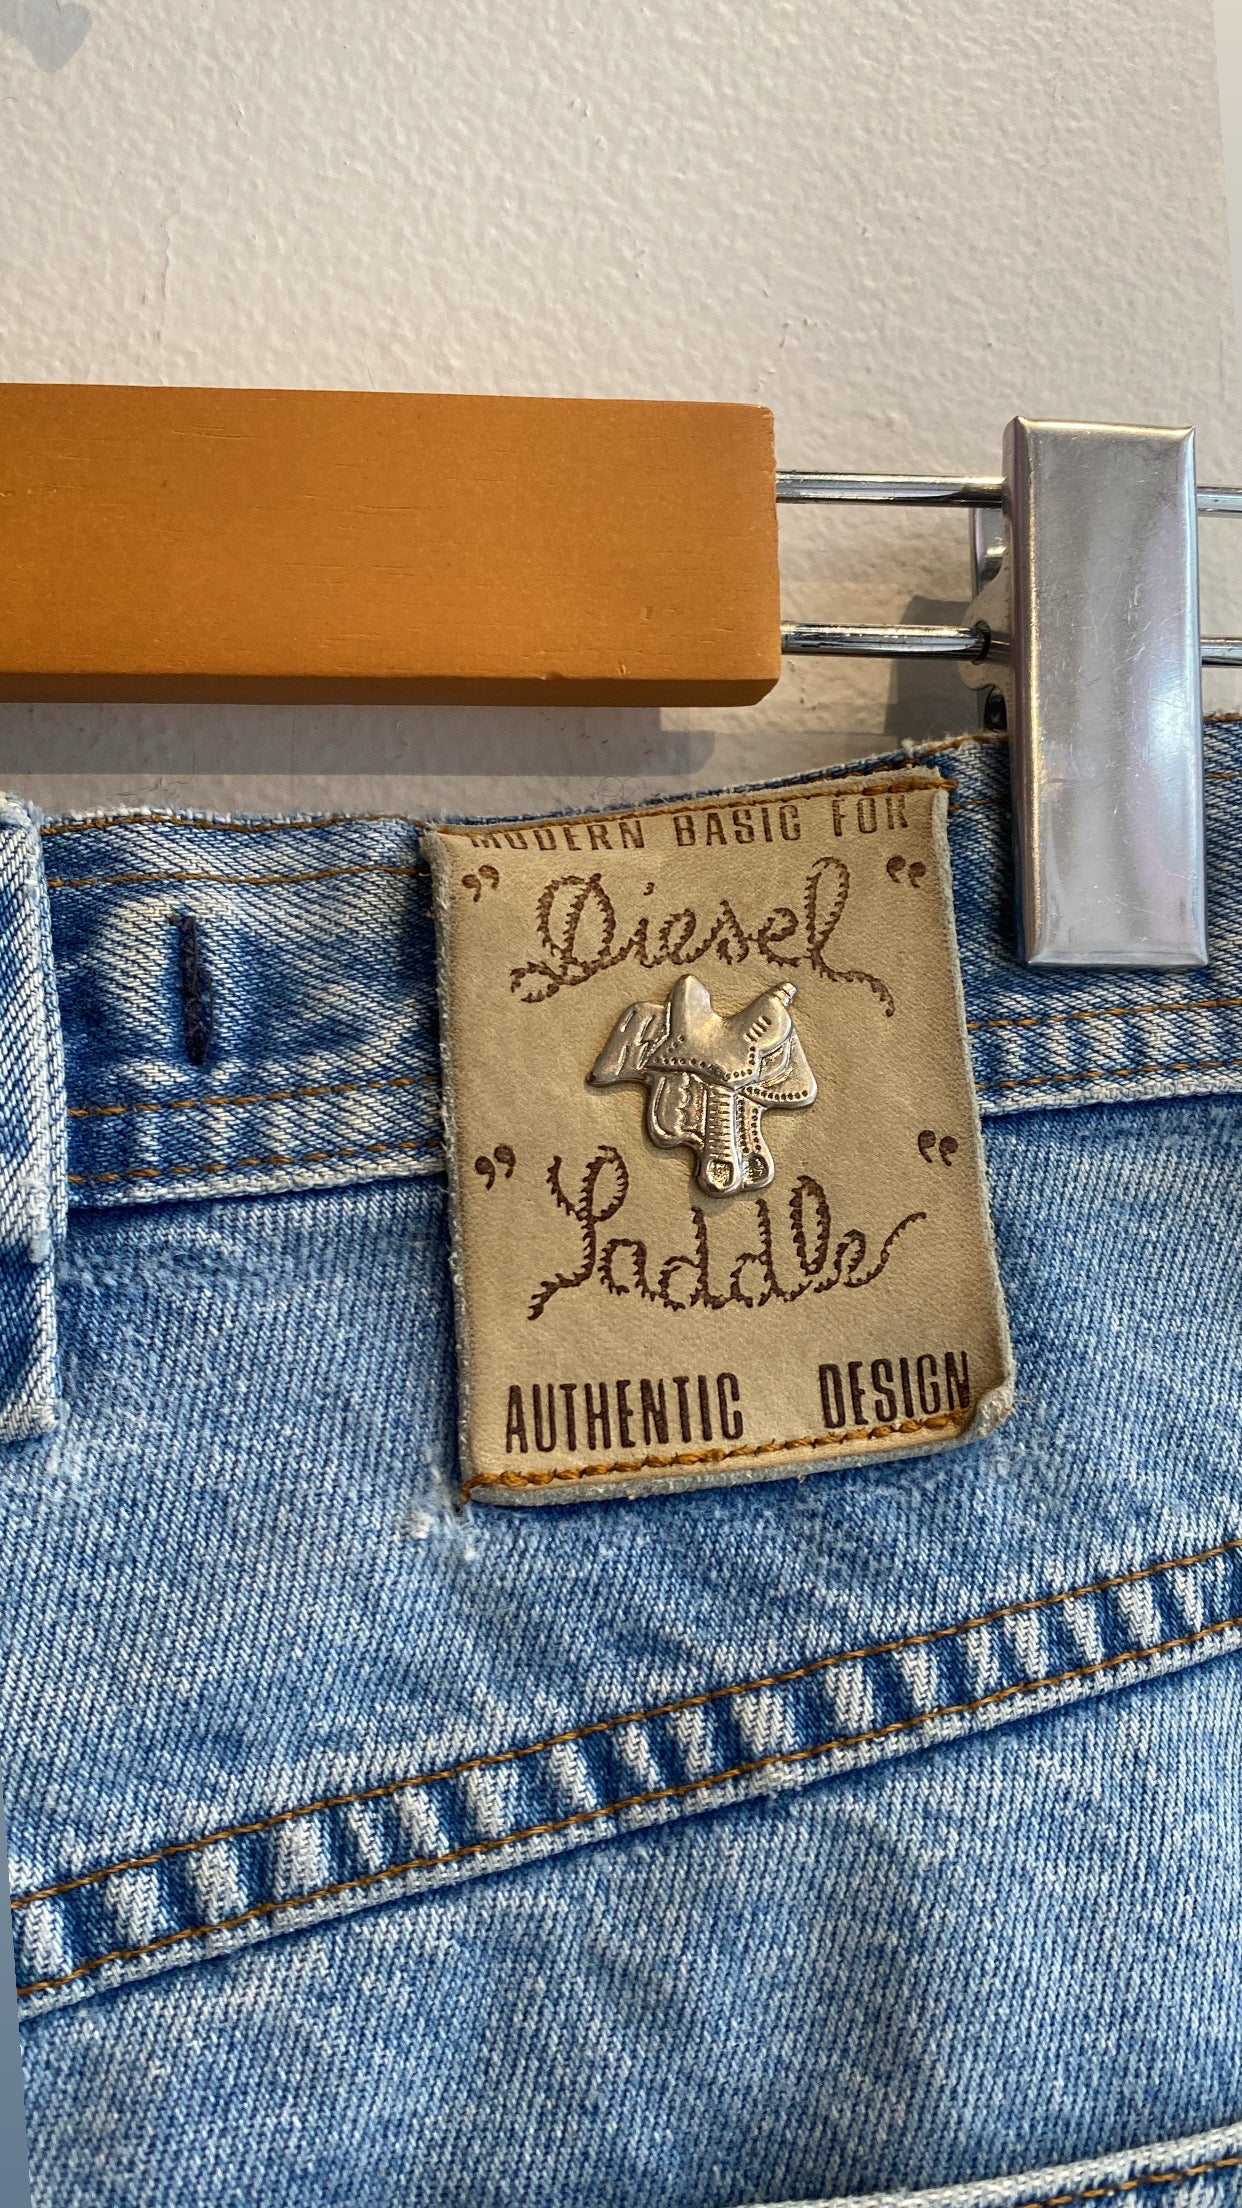 MODERN BASIC FOR
”Diesel“
”Saddle“
AUTHENTIC DESIGN